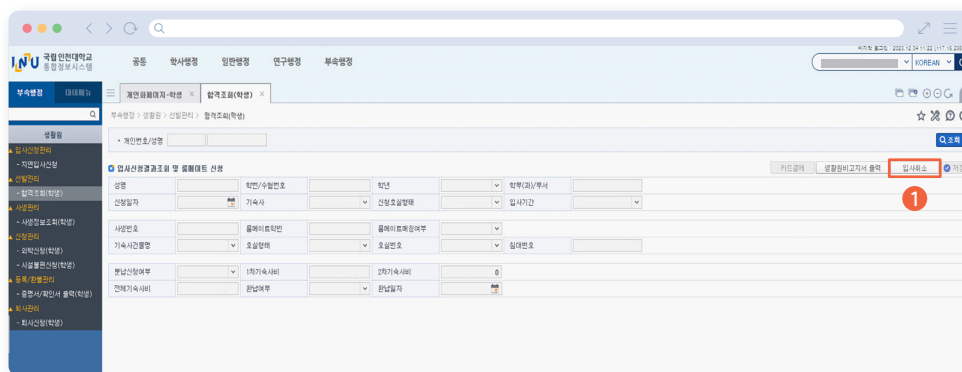 국립인천대학교
통합정보시스템
공통 학사행정 일반행정 연구행정 부속행정
KOREAN
부속행정 마이메뉴
개인화페이지-학생 × 합격조회(학생) ×
부속행정 > 생활원 > 선발관리 > 합격조회(학생)
생활원
• 개인번호/성명
조회
▲ 입사신청관리
- 지연입사신청
▲ 선발관리
- 합격조회(학생)
▲ 사생관리
- 사생정보조회(학생)
▲ 신청관리
- 외박신청(학생)
- 시설불편신청(학생)
▲ 등록/환불관리
- 증명서/확인서 출력(학생)
▲ 퇴사관리
- 퇴사신청(학생)
입사신청결과조회 및 룸메이트 신청
카드결제 생활원비고지서 출력 입사취소
1
성명 학번/수험번호 학년 학부(과)/부서
신청일자 기숙사 신청호실형태 입사기간
사생번호 룸메이트학번 룸메이트매칭여부
기숙사건물명 호실형태 호실번호 침대번호
분납신청여부 1차기숙사비 2차기숙사비 0
전체기숙사비 완납여부 완납일자